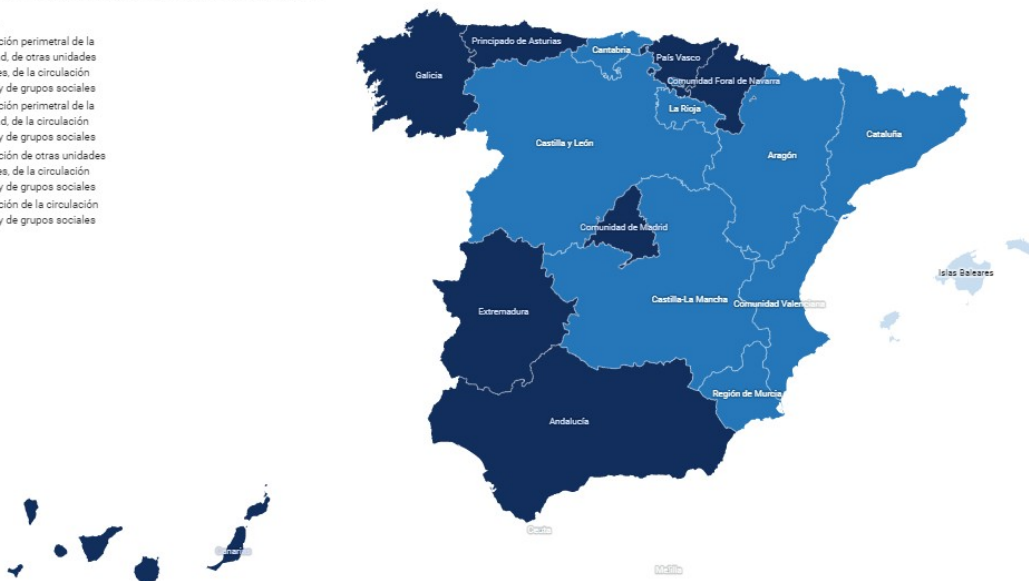 ción perimetral de la
d, de otras unidades
es, de la circulación
y de grupos sociales
ción perimetral de la
d, de la circulación
y de grupos sociales
ción de otras unidades
es, de la circulación
y de grupos sociales
ción de la circulación
y de grupos sociales
Principado de Asturias
Cantabria
País Vasco
Galicia
Comunidad Foral de Navarra
La Rioja
Cataluña
Castilla y León
Aragón
Comunidad de Madrid
Islas Baleares
Castilla-La Mancha
Comunidad Valenciana
Extremadura
Región de Murcia
Andalucía
Ceuta
Canarias
Melilla